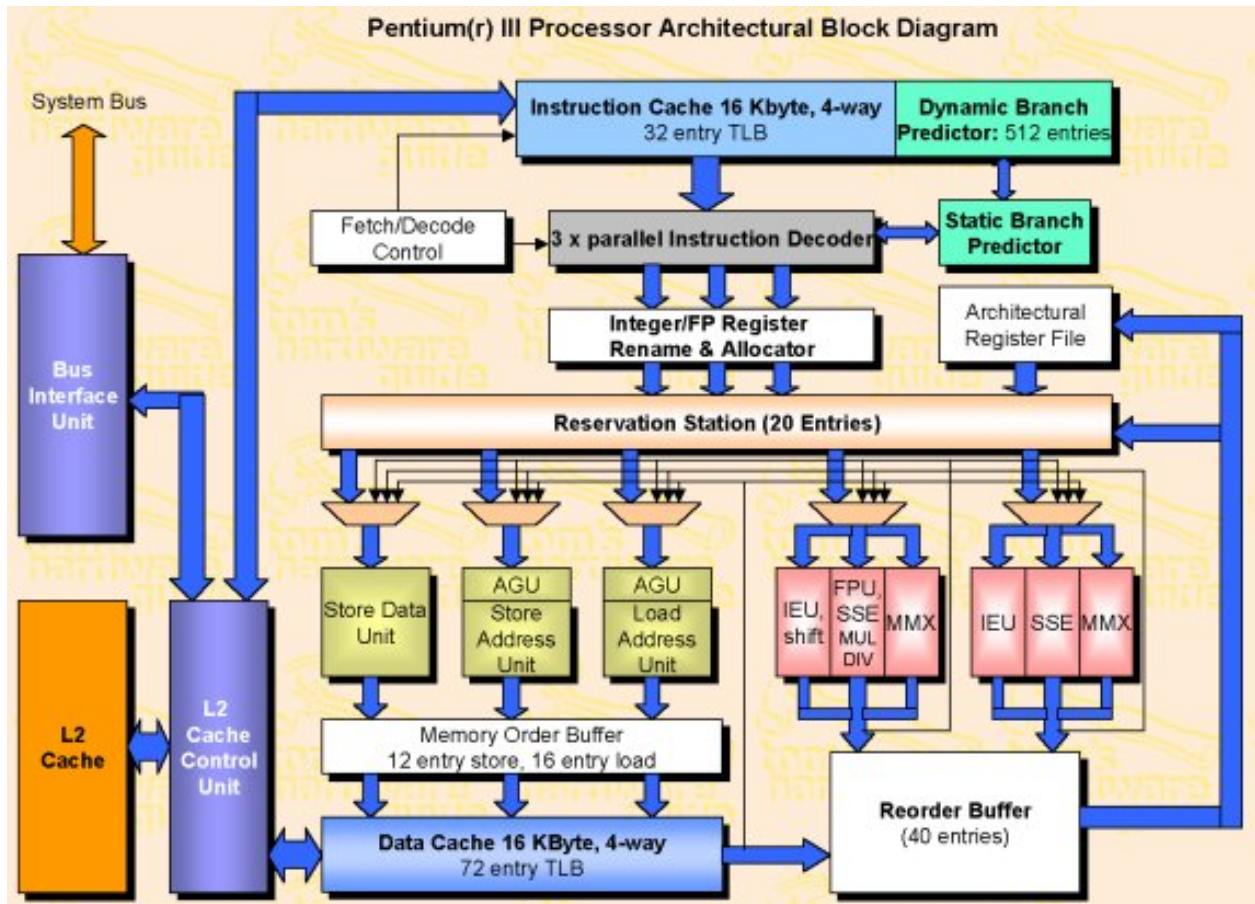 Pentium(r) III Processor Architectural Block Diagram
System Bus
Instruction Cache 16 Kbyte, 4-way
32 entry TLB
Dynamic Branch
Predictor: 512 entries
Fetch/Decode
Control
3 x parallel Instruction Decoder
Static Branch
Predictor
Integer/FP Register
Rename & Allocator
Architectural
Register File
Bus
Interface
Unit
Reservation Station (20 Entries)
Store Data
Unit
AGU
Store
Address
Unit
AGU
Load
Address
Unit
IEU,
shift
FPU,
SSE
MUL
DIV
MMX
IEU
SSE
MMX
L2
Cache
L2
Cache
Control
Unit
Memory Order Buffer
12 entry store, 16 entry load
Data Cache 16 KByte, 4-way
72 entry TLB
Reorder Buffer
(40 entries)
tom's
hardware
guide